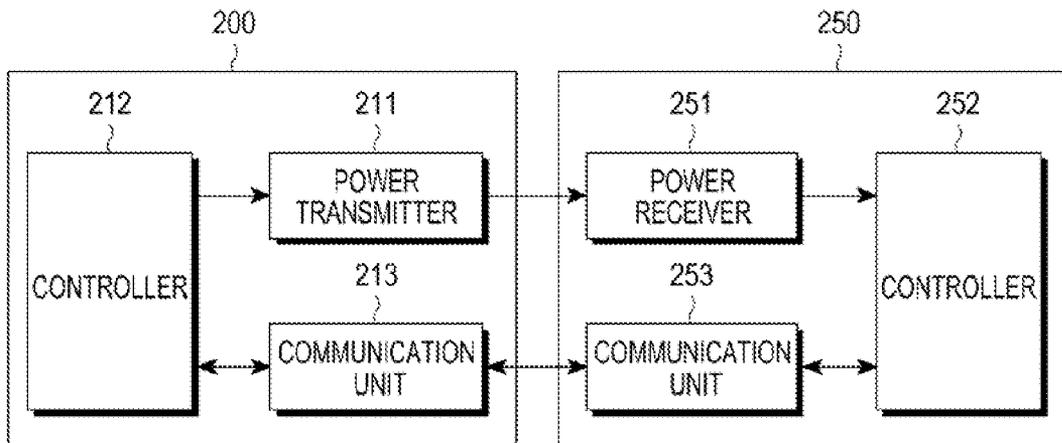 200
250
212
211
251
252
CONTROLLER
POWER
TRANSMITTER
POWER
RECEIVER
CONTROLLER
213
253
COMMUNICATION
UNIT
COMMUNICATION
UNIT